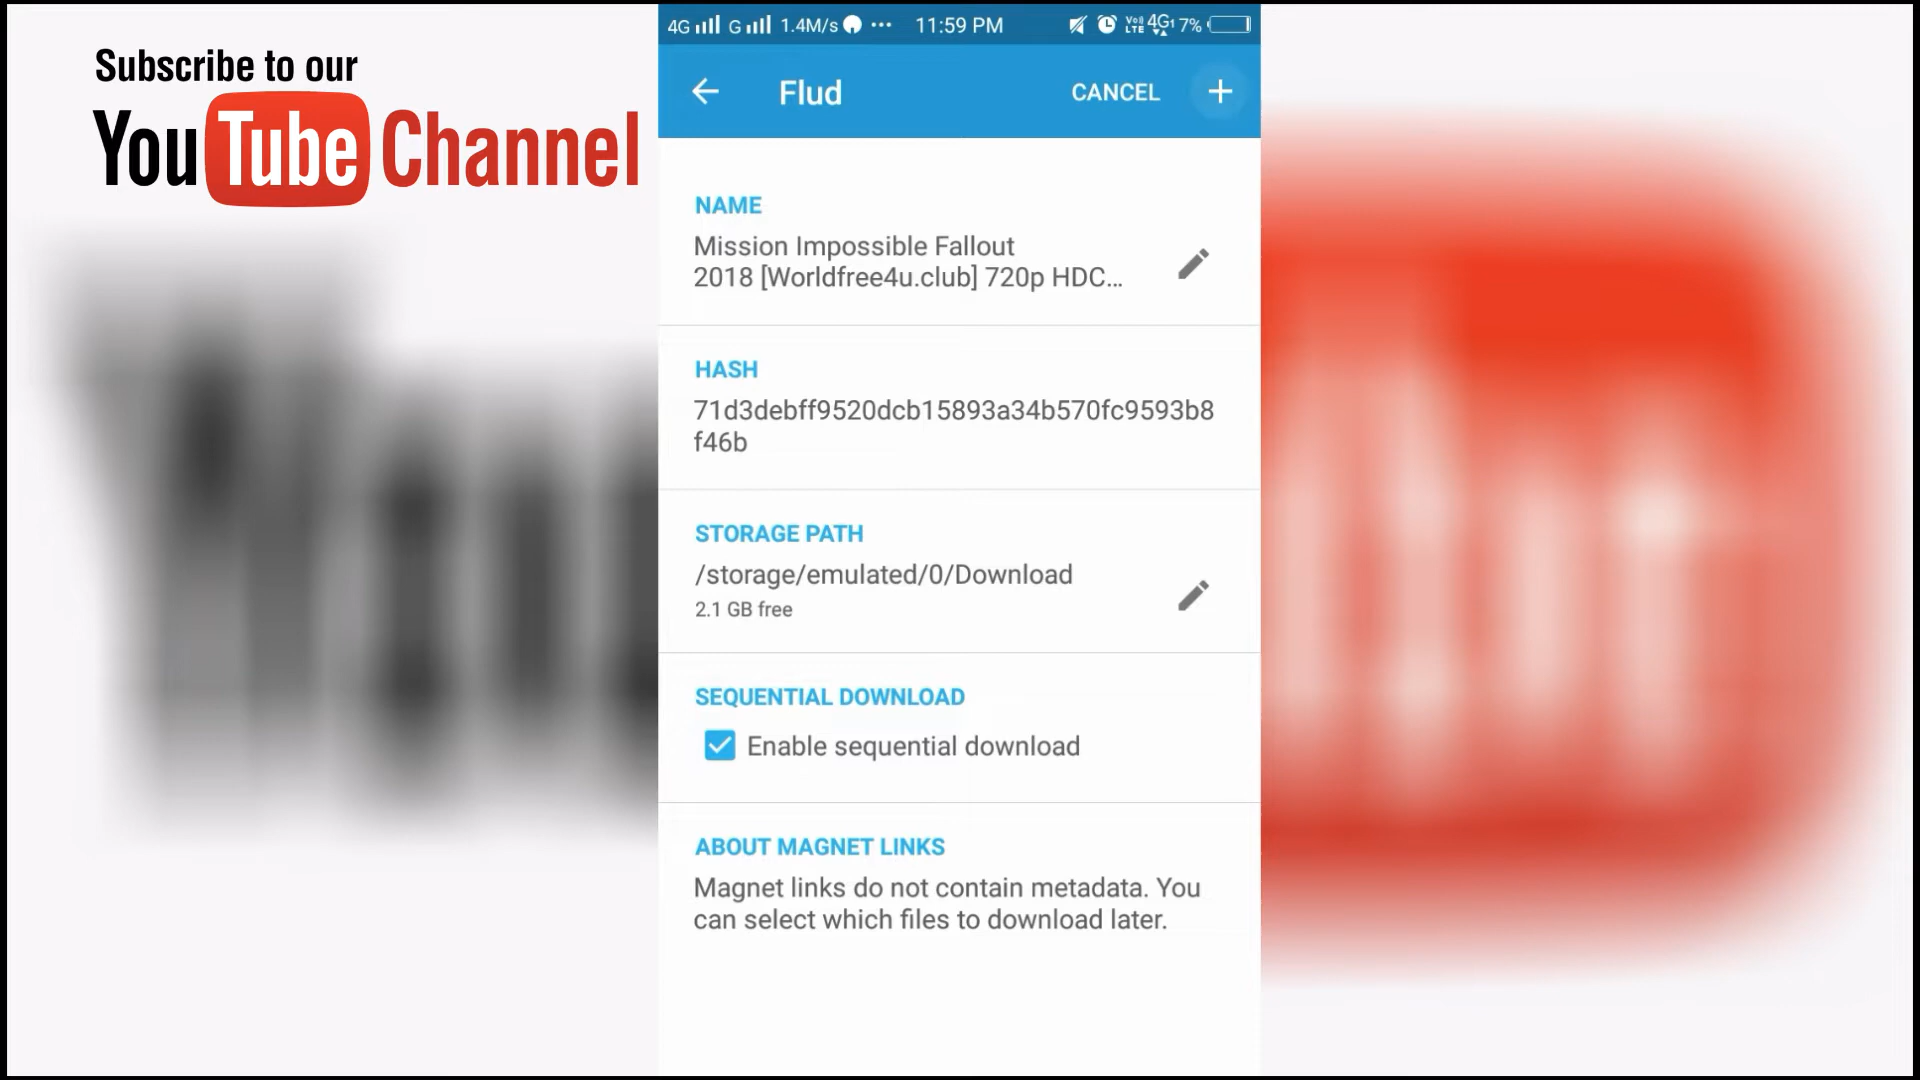 Subscribe to our
YouTube Channel
4G G 1.4M/s ... 11:59 PM VoLTE 4G 7%
Flud CANCEL +
NAME
Mission Impossible Fallout
2018 [Worldfree4u.club] 720p HDC...
HASH
71d3debff9520dcb15893a34b570fc9593b8
f46b
STORAGE PATH
/storage/emulated/0/Download
2.1 GB free
SEQUENTIAL DOWNLOAD
Enable sequential download
ABOUT MAGNET LINKS
Magnet links do not contain metadata. You
can select which files to download later.